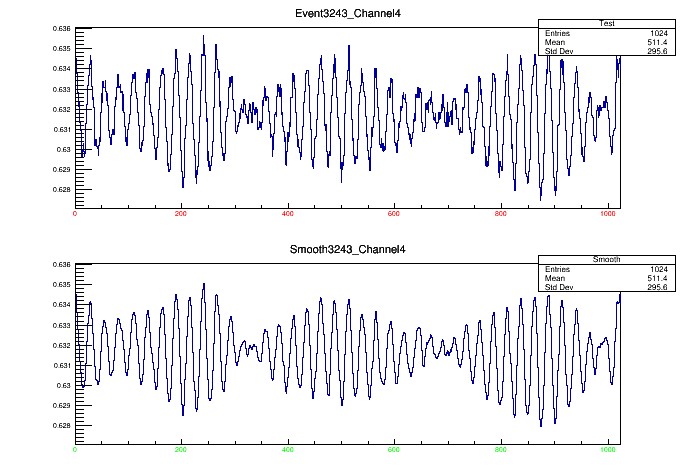 Event3243_Channel4
Test
Entries 1024
Mean 511.4
Std Dev 295.6
0.636
0.635
0.634
0.633
0.632
0.631
0.63
0.629
0.628
0 200 400 600 800 1000
Smooth3243_Channel4
Smooth
Entries 1024
Mean 511.4
Std Dev 295.6
0.636
0.635
0.634
0.633
0.632
0.631
0.63
0.629
0.628
0 200 400 600 800 1000